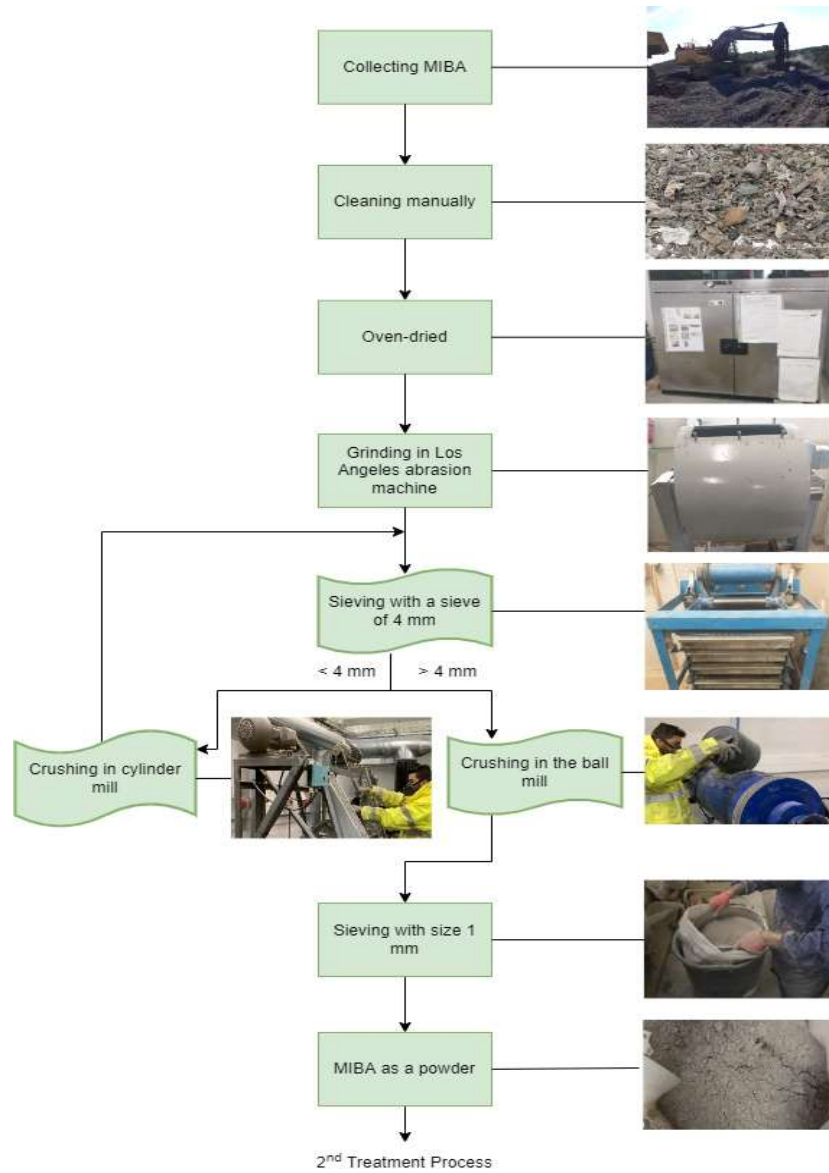 Collecting MIBA
Cleaning manually
Oven-dried
Grinding in Los
Angeles abrasion
machine
Sieving with a sieve
of 4 mm
< 4 mm
> 4 mm
Crushing in cylinder
mill
Crushing in the ball
mill
Sieving with size 1
mm
MIBA as a powder
2nd Treatment Process